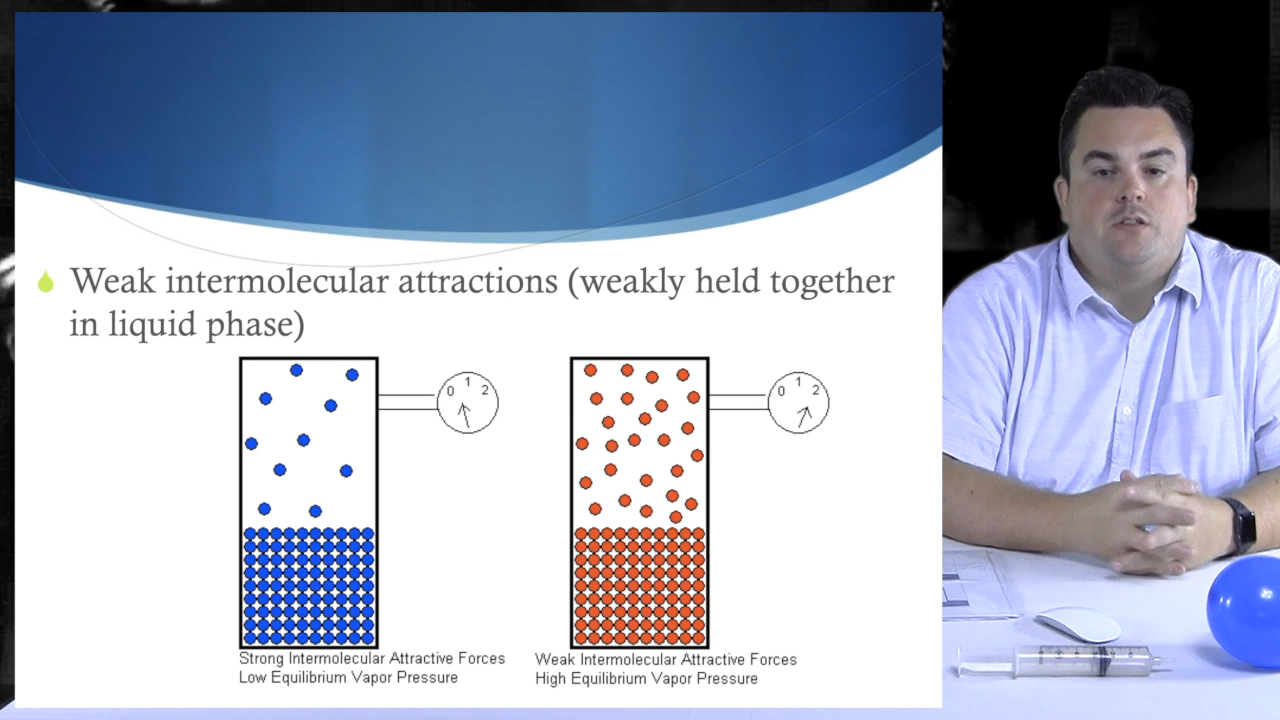 Weak intermolecular attractions (weakly held together
in liquid phase)
0 1 2
0 1 2
Strong Intermolecular Attractive Forces
Low Equilibrium Vapor Pressure
Weak Intermolecular Attractive Forces
High Equilibrium Vapor Pressure